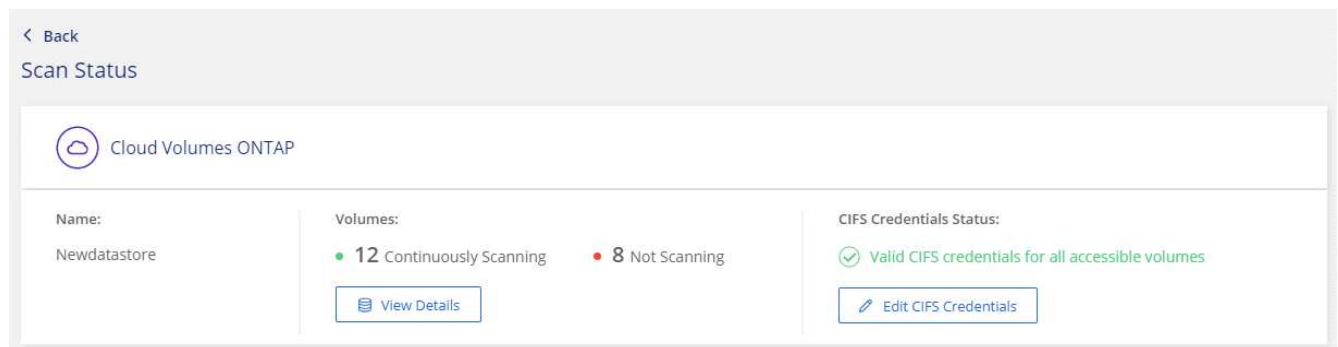 Back
Scan Status
Cloud Volumes ONTAP
Name:
Newdatastore
Volumes:
12 Continuously Scanning
8 Not Scanning
View Details
CIFS Credentials Status:
Valid CIFS credentials for all accessible volumes
Edit CIFS Credentials